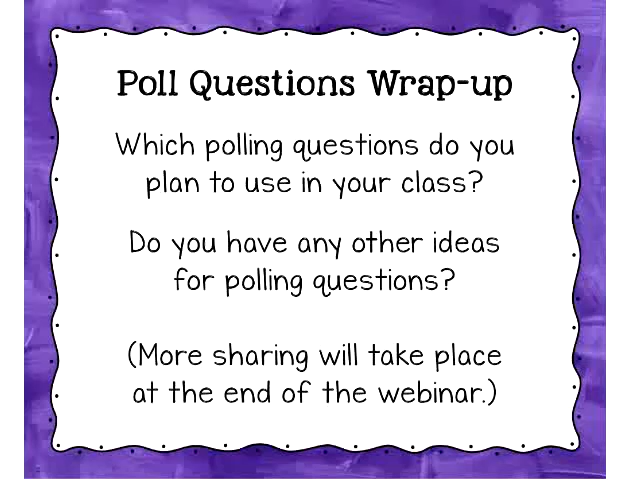 Poll Questions Wrap-up
Which polling questions do you
plan to use in your class?
Do you have any other ideas
for polling questions?
(More sharing will take place
at the end of the webinar.)